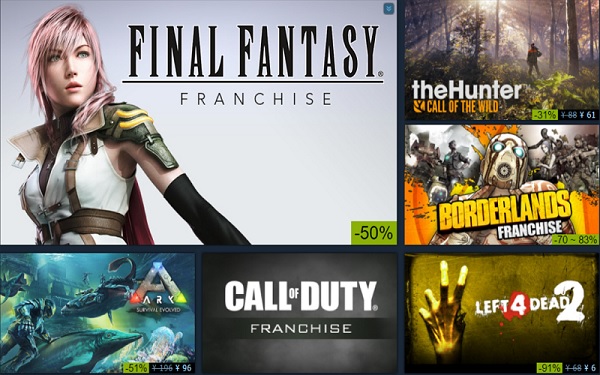 FINAL FANTASY®
FRANCHISE
-50%
theHunter
CALL OF THE WILD
-31% ¥ 88 ¥ 61
BORDERLANDS
FRANCHISE
-70 ~ 83%
ARK
SURVIVAL EVOLVED
-51% ¥ 196 ¥ 96
CALL OF DUTY®
FRANCHISE
LEFT 4 DEAD 2
-91% ¥ 68 ¥ 6